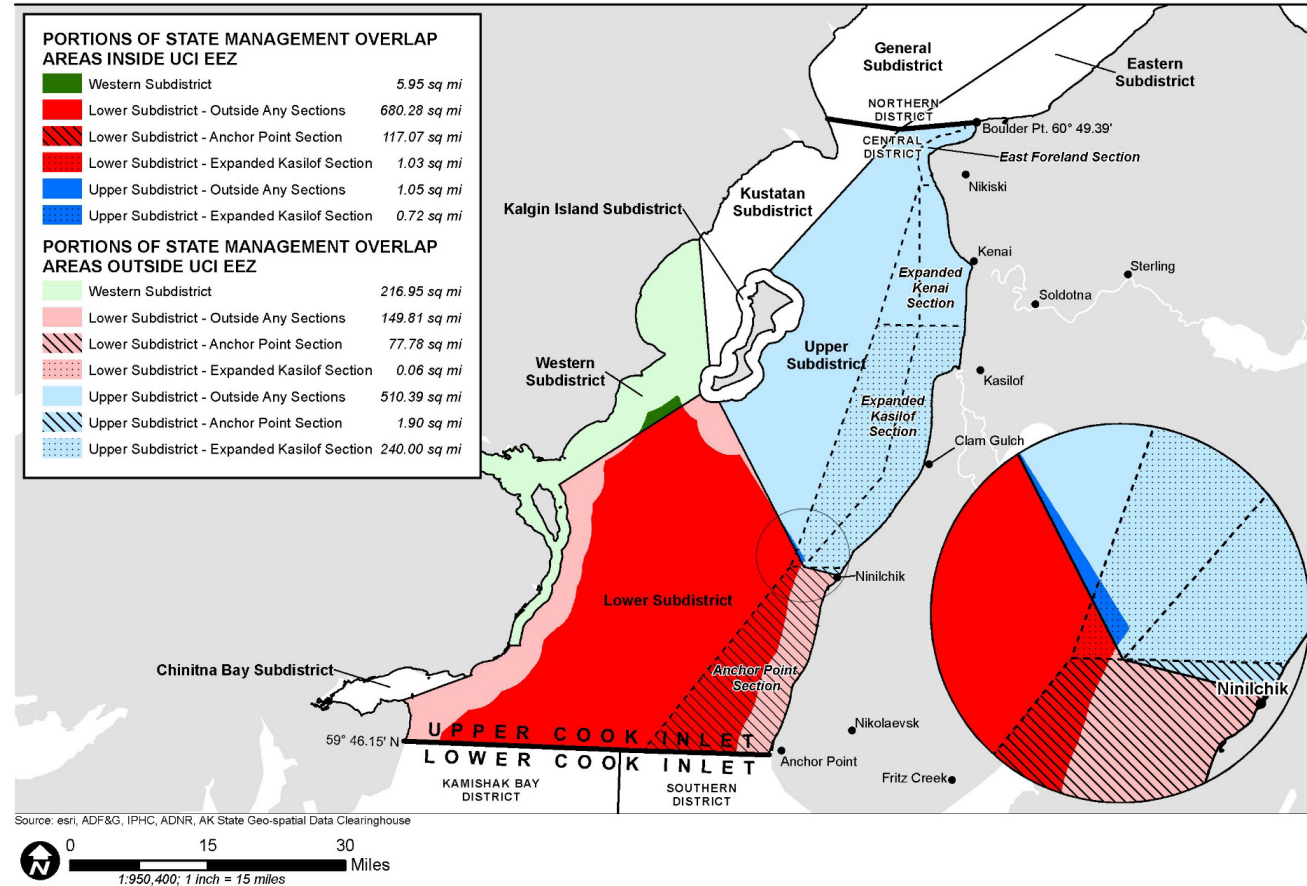 PORTIONS OF STATE MANAGEMENT OVERLAP
AREAS INSIDE UCI EEZ
Western Subdistrict 5.95 sq mi
Lower Subdistrict - Outside Any Sections 680.28 sq mi
Lower Subdistrict - Anchor Point Section 117.07 sq mi
Lower Subdistrict - Expanded Kasilof Section 1.03 sq mi
Upper Subdistrict - Outside Any Sections 1.05 sq mi
Upper Subdistrict - Expanded Kasilof Section 0.72 sq mi
PORTIONS OF STATE MANAGEMENT OVERLAP
AREAS OUTSIDE UCI EEZ
Western Subdistrict 216.95 sq mi
Lower Subdistrict - Outside Any Sections 149.81 sq mi
Lower Subdistrict - Anchor Point Section 77.78 sq mi
Lower Subdistrict - Expanded Kasilof Section 0.06 sq mi
Upper Subdistrict - Outside Any Sections 510.39 sq mi
Upper Subdistrict - Anchor Point Section 1.90 sq mi
Upper Subdistrict - Expanded Kasilof Section 240.00 sq mi
General
Subdistrict
Eastern
Subdistrict
NORTHERN
DISTRICT
Boulder Pt. 60° 49.39'
CENTRAL
DISTRICT
East Foreland Section
Nikiski
Kustatan
Subdistrict
Kalgin Island Subdistrict
Kenai
Sterling
Expanded
Kenai
Section
Soldotna
Upper
Subdistrict
Western
Subdistrict
Kasilof
Expanded
Kasilof
Section
Clam Gulch
Ninilchik
Lower Subdistrict
Chinitna Bay Subdistrict
Anchor Point
Section
Ninilchik
59° 46.15' N
UPPER COOK INLET
LOWER COOK INLET
Nikolaevsk
Anchor Point
KAMISHAK BAY
DISTRICT
SOUTHERN
DISTRICT
Fritz Creek
Source: esri, ADF&G, IPHC, ADNR, AK State Geo-spatial Data Clearinghouse
N
0 15 30
Miles
1:950,400; 1 inch = 15 miles